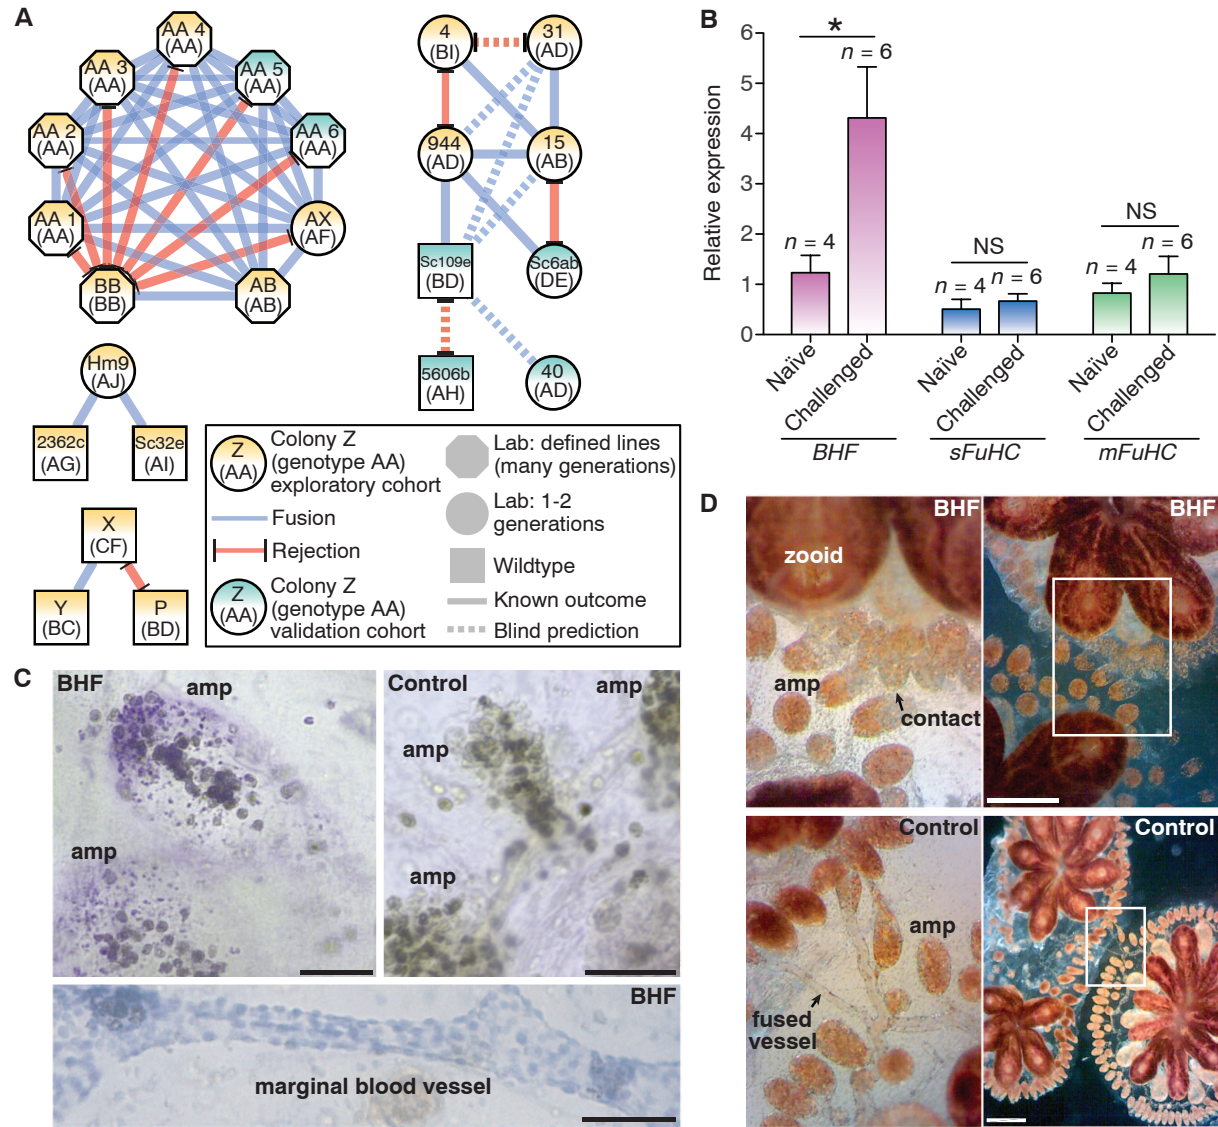 A
AA 4
(AA)
AA 3
(AA)
AA 5
(AA)
AA 2
(AA)
AA 6
(AA)
AA 1
(AA)
AX
(AF)
BB
(BB)
AB
(AB)
4
(BI)
31
(AD)
944
(AD)
15
(AB)
Sc109e
(BD)
Sc6ab
(DE)
5606b
(AH)
40
(AD)
Hm9
(AJ)
2362c
(AG)
Sc32e
(AI)
X
(CF)
Y
(BC)
P
(BD)
Z
(AA)
Colony Z
(genotype AA)
exploratory cohort
Fusion
Rejection
Z
(AA)
Colony Z
(genotype AA)
validation cohort
Lab: defined lines
(many generations)
Lab: 1-2
generations
Wildtype
Known outcome
Blind prediction
B
Relative expression
6
5
4
3
2
1
0
*
n = 6
n = 4
NS
n = 4
n = 6
NS
n = 4
n = 6
Naïve
Challenged
Naïve
Challenged
Naïve
Challenged
BHF
sFuHC
mFuHC
C
BHF
amp
amp
Control
amp
amp
amp
BHF
marginal blood vessel
D
BHF
zooid
amp
contact
BHF
Control
amp
fused
vessel
Control